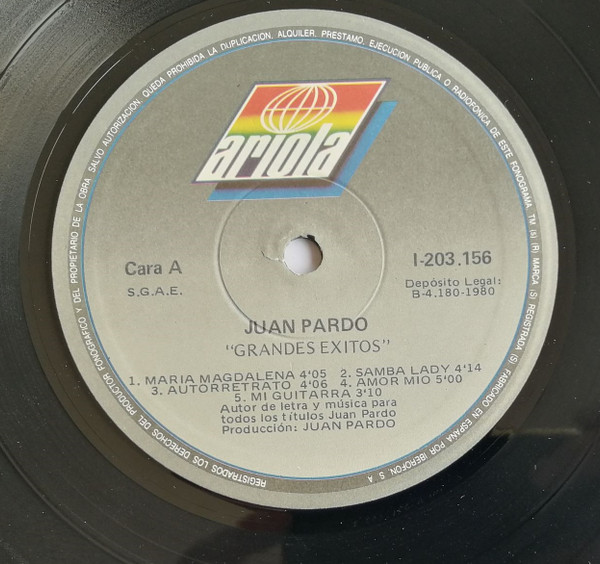 SALVO AUTORIZACION, QUEDA PROHIBIDA LA DUPLICACION, ALQUILER, PRESTAMO, EJECUCION PUBLICA O RADIOFONICA DE ESTE FONOGRAMA. TM (4) (R) MARCA (S) REGISTRADA (S) FABRICADO EN ESPAÑA POR IBEROFON, S. A.
REGISTRADOS LOS DERECHOS DEL PRODUCTOR FONOGRAFICO Y DEL PROPIETARIO DE LA OBRA
ariola
Cara A
S.G.A.E.
I-203.156
Depósito Legal:
B-4.180-1980
JUAN PARDO
"GRANDES EXITOS"
1. MARIA MAGDALENA 4'05 2. SAMBA LADY 4'14
3. AUTORRETRATO 4'06 4. AMOR MIO 5'00
5. MI GUITARRA 3'10
Autor de letra y música para
todos los títulos Juan Pardo
Producción: JUAN PARDO